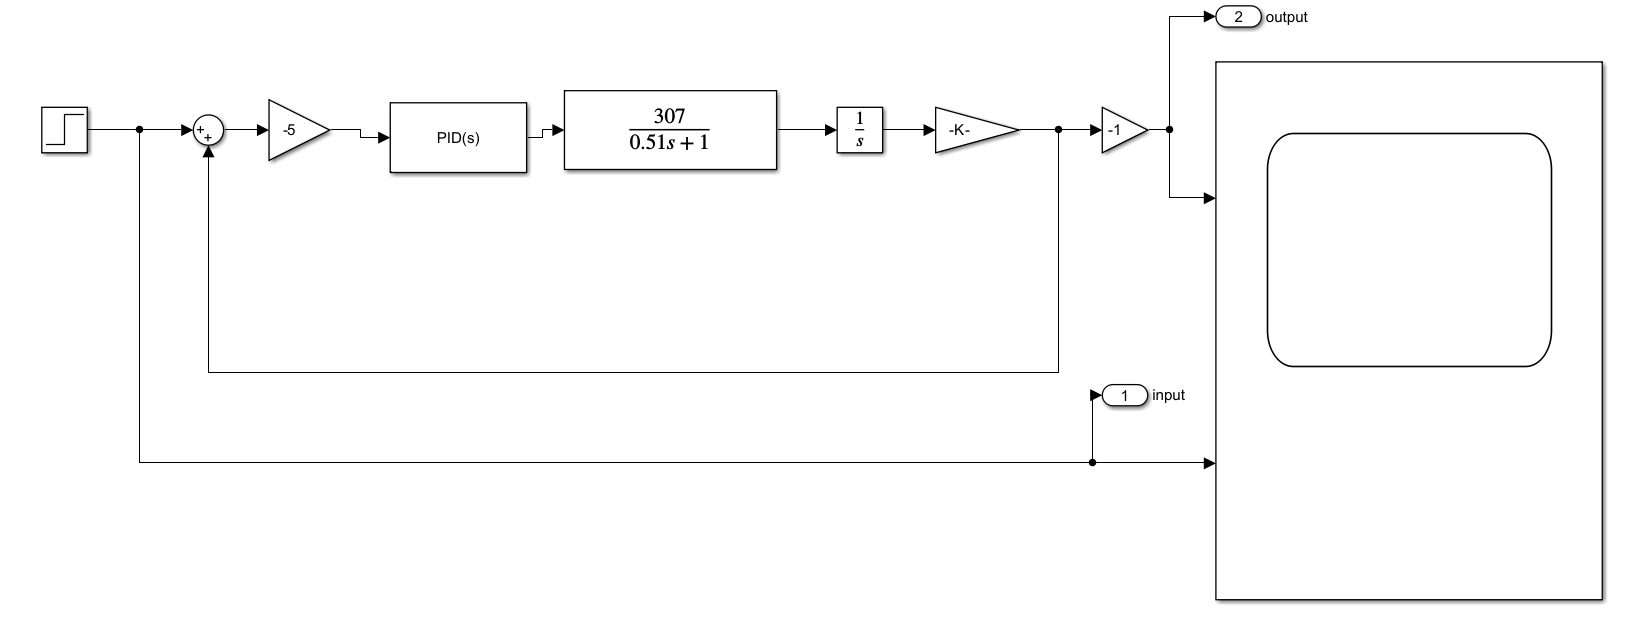 2 output
+
+
-5
PID(s)
307
0.51s + 1
1
s
-K-
-1
1 input